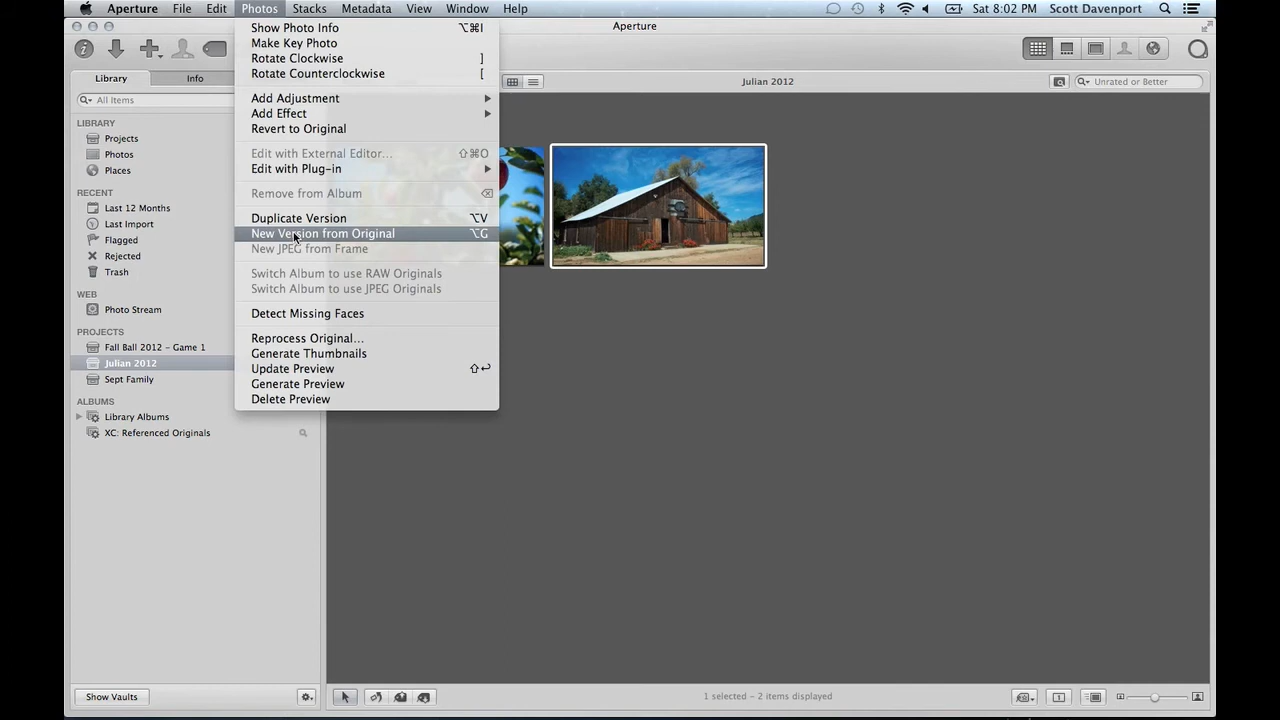 Aperture File Edit Photos Stacks Metadata View Window Help Sat 8:02 PM Scott Davenport
Aperture
Library Info
All Items
LIBRARY
Projects
Photos
Places
RECENT
Last 12 Months
Last Import
Flagged
Rejected
Trash
WEB
Photo Stream
PROJECTS
Fall Ball 2012 - Game 1
Julian 2012
Sept Family
ALBUMS
Library Albums
XC: Referenced Originals
Show Vaults
Show Photo Info ⌥⌘I
Make Key Photo
Rotate Clockwise ]
Rotate Counterclockwise [
Add Adjustment
Add Effect
Revert to Original
Edit with External Editor... ⇧⌘O
Edit with Plug-in
Remove from Album ⌫
Duplicate Version ⌥V
New Version from Original ⌥G
New JPEG from Frame
Switch Album to use RAW Originals
Switch Album to use JPEG Originals
Detect Missing Faces
Reprocess Original...
Generate Thumbnails
Update Preview ⇧↩
Generate Preview
Delete Preview
Julian 2012
Unrated or Better
1 selected - 2 items displayed
1